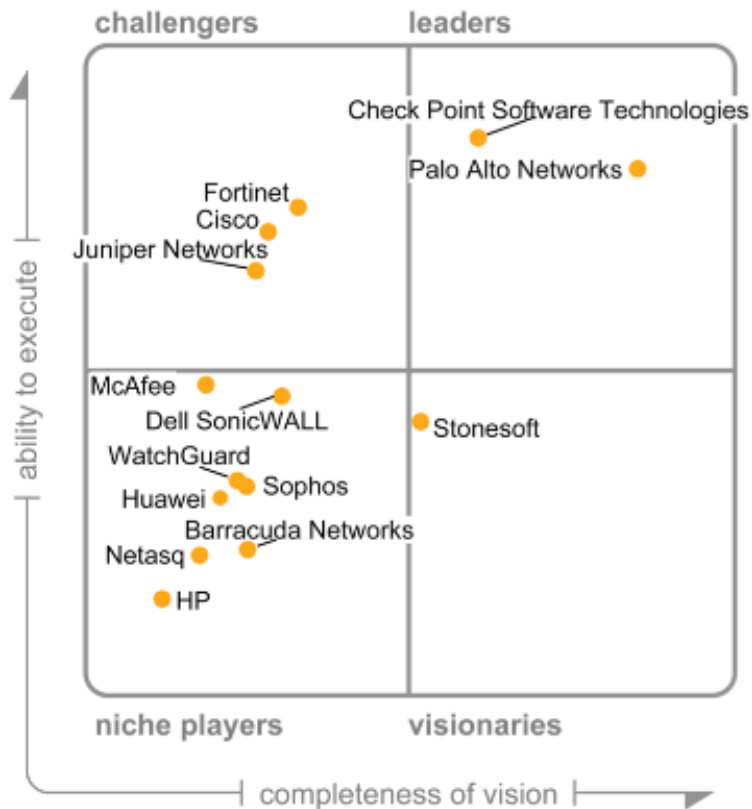 challengers
leaders
Check Point Software Technologies
Palo Alto Networks
Fortinet
Cisco
Juniper Networks
ability to execute
McAfee
Dell SonicWALL
Stonesoft
WatchGuard
Sophos
Huawei
Barracuda Networks
Netasq
HP
niche players
visionaries
completeness of vision